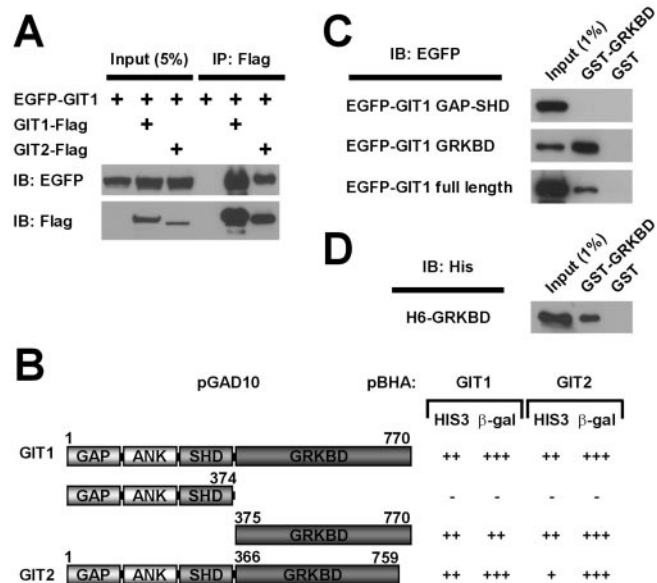 A
Input (5%) IP: Flag
EGFP-GIT1 + + + + + +
GIT1-Flag + +
GIT2-Flag + +
IB: EGFP
IB: Flag
C
IB: EGFP
Input (1%) GST-GRKBD GST
EGFP-GIT1 GAP-SHD
EGFP-GIT1 GRKBD
EGFP-GIT1 full length
D
IB: His
Input (1%) GST-GRKBD GST
H6-GRKBD
B
pGAD10 pBHA: GIT1 GIT2
HIS3 β-gal HIS3 β-gal
1 770
GIT1 GAP ANK SHD GRKBD ++ +++ ++ +++
374
GAP ANK SHD - - - -
375 770
GRKBD ++ ++ ++ +++
1 366 759
GIT2 GAP ANK SHD GRKBD ++ +++ + +++